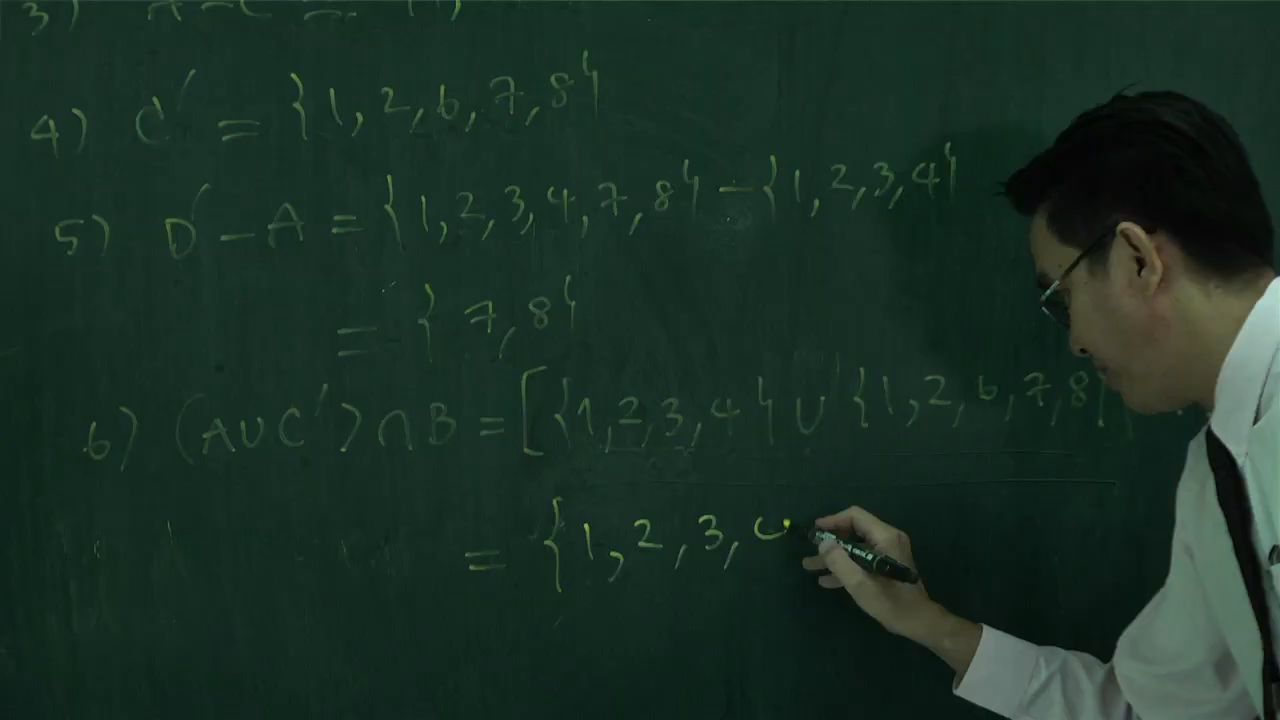 3) A-C =
4) C′ = {1,2,6,7,8}
5) D′-A = {1,2,3,4,7,8}-{1,2,3,4}
= {7,8}
6) (A∪C′)∩B = [{1,2,3,4}∪{1,2,6,7,8}
= {1,2,3,